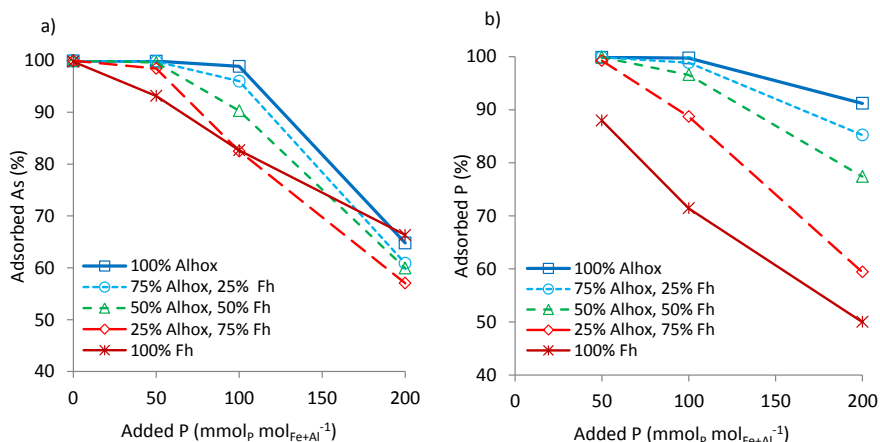 a)
100
90
80
70
60
50
40
Adsorbed As (%)
100% Alhox
75% Alhox, 25% Fh
50% Alhox, 50% Fh
25% Alhox, 75% Fh
100% Fh
0 50 100 150 200
Added P (mmolP molFe+Al-1)
b)
100
90
80
70
60
50
40
Adsorbed P (%)
100% Alhox
75% Alhox, 25% Fh
50% Alhox, 50% Fh
25% Alhox, 75% Fh
100% Fh
0 50 100 150 200
Added P (mmolP molFe+Al-1)